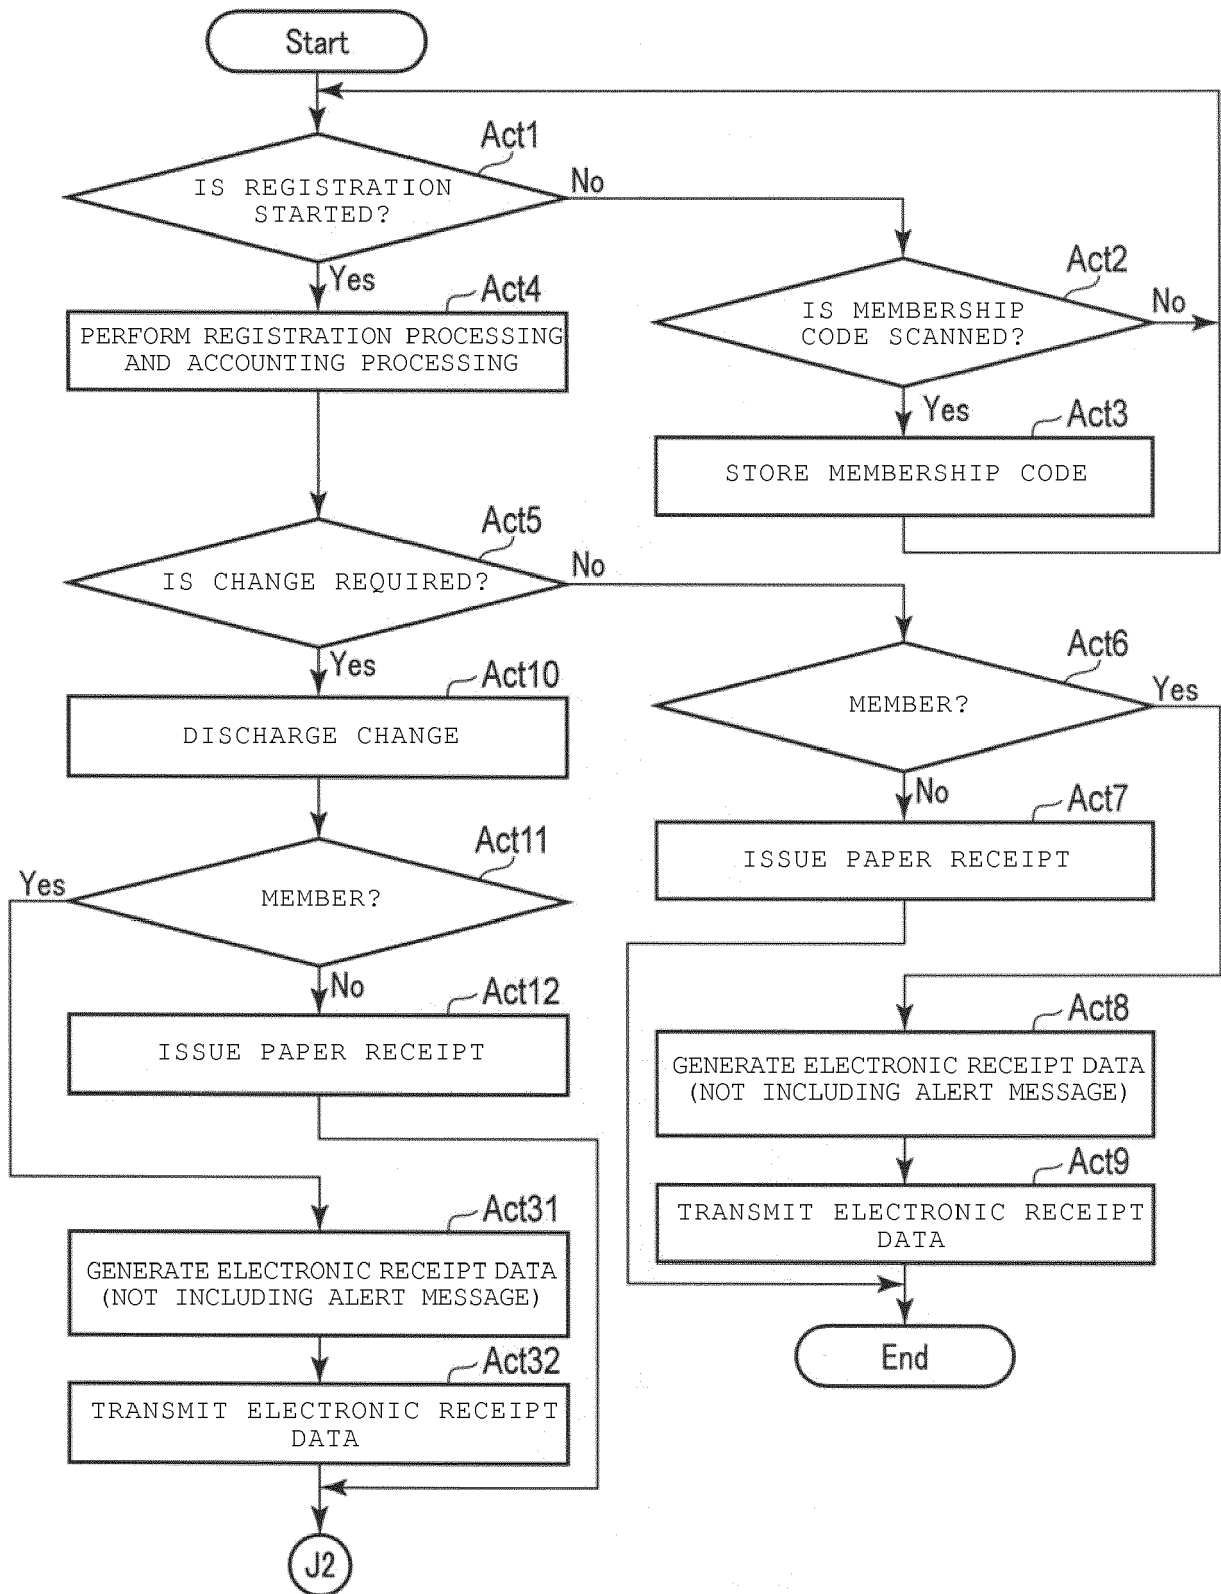 Start
Act1
IS REGISTRATION
STARTED?
No
Yes
Act2
IS MEMBERSHIP
CODE SCANNED?
No
Yes
Act3
STORE MEMBERSHIP CODE
Act4
PERFORM REGISTRATION PROCESSING
AND ACCOUNTING PROCESSING
Act5
IS CHANGE REQUIRED?
No
Yes
Act6
MEMBER?
Yes
No
Act7
ISSUE PAPER RECEIPT
Act8
GENERATE ELECTRONIC RECEIPT DATA
(NOT INCLUDING ALERT MESSAGE)
Act9
TRANSMIT ELECTRONIC RECEIPT
DATA
End
Act10
DISCHARGE CHANGE
Act11
Yes
MEMBER?
No
Act12
ISSUE PAPER RECEIPT
Act31
GENERATE ELECTRONIC RECEIPT DATA
(NOT INCLUDING ALERT MESSAGE)
Act32
TRANSMIT ELECTRONIC RECEIPT
DATA
J2